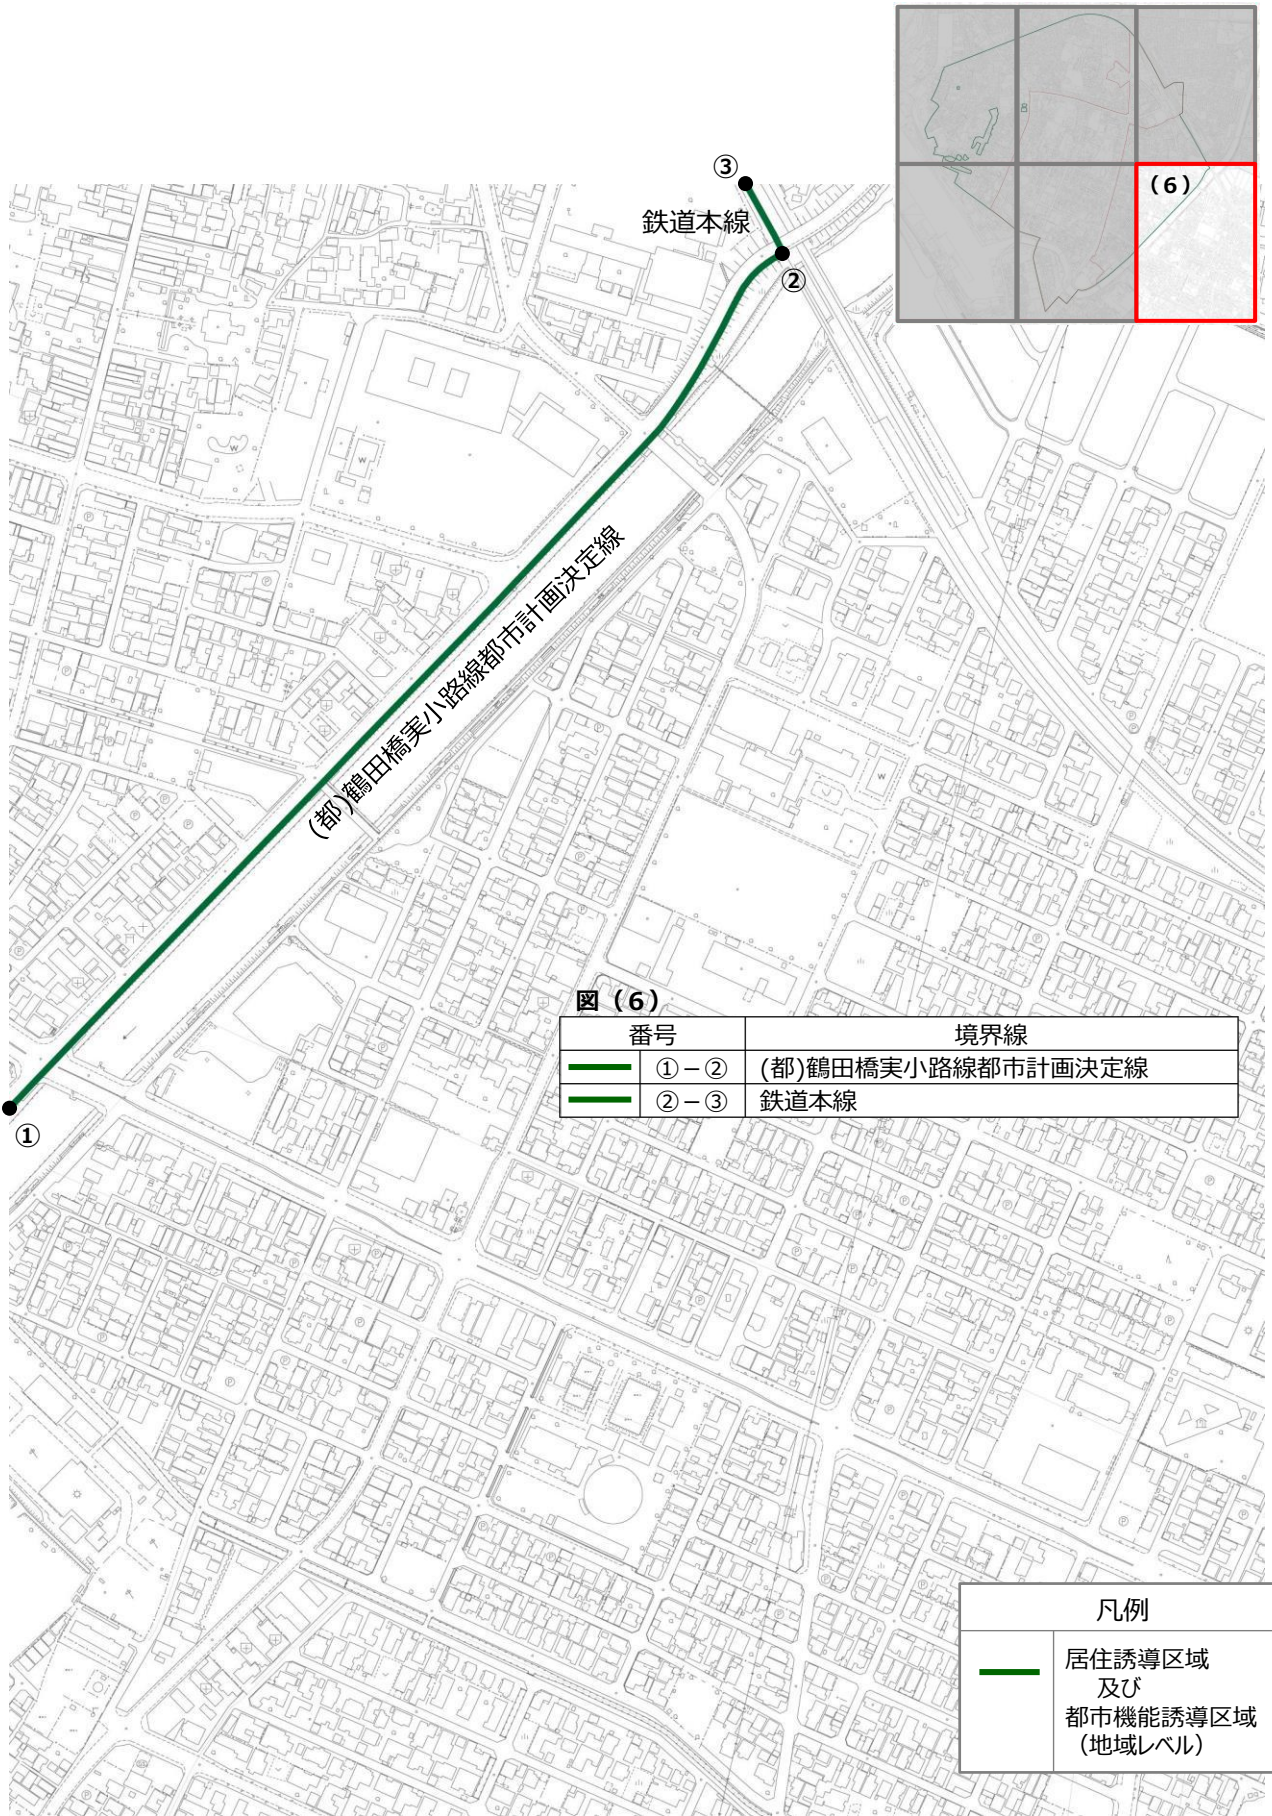 (6)
③
鉄道本線
②
(都)鶴田橋実小路線都市計画決定線
①
図（6）
番号 境界線
①－② (都)鶴田橋実小路線都市計画決定線
②－③ 鉄道本線
凡例
居住誘導区域
及び
都市機能誘導区域
（地域レベル）